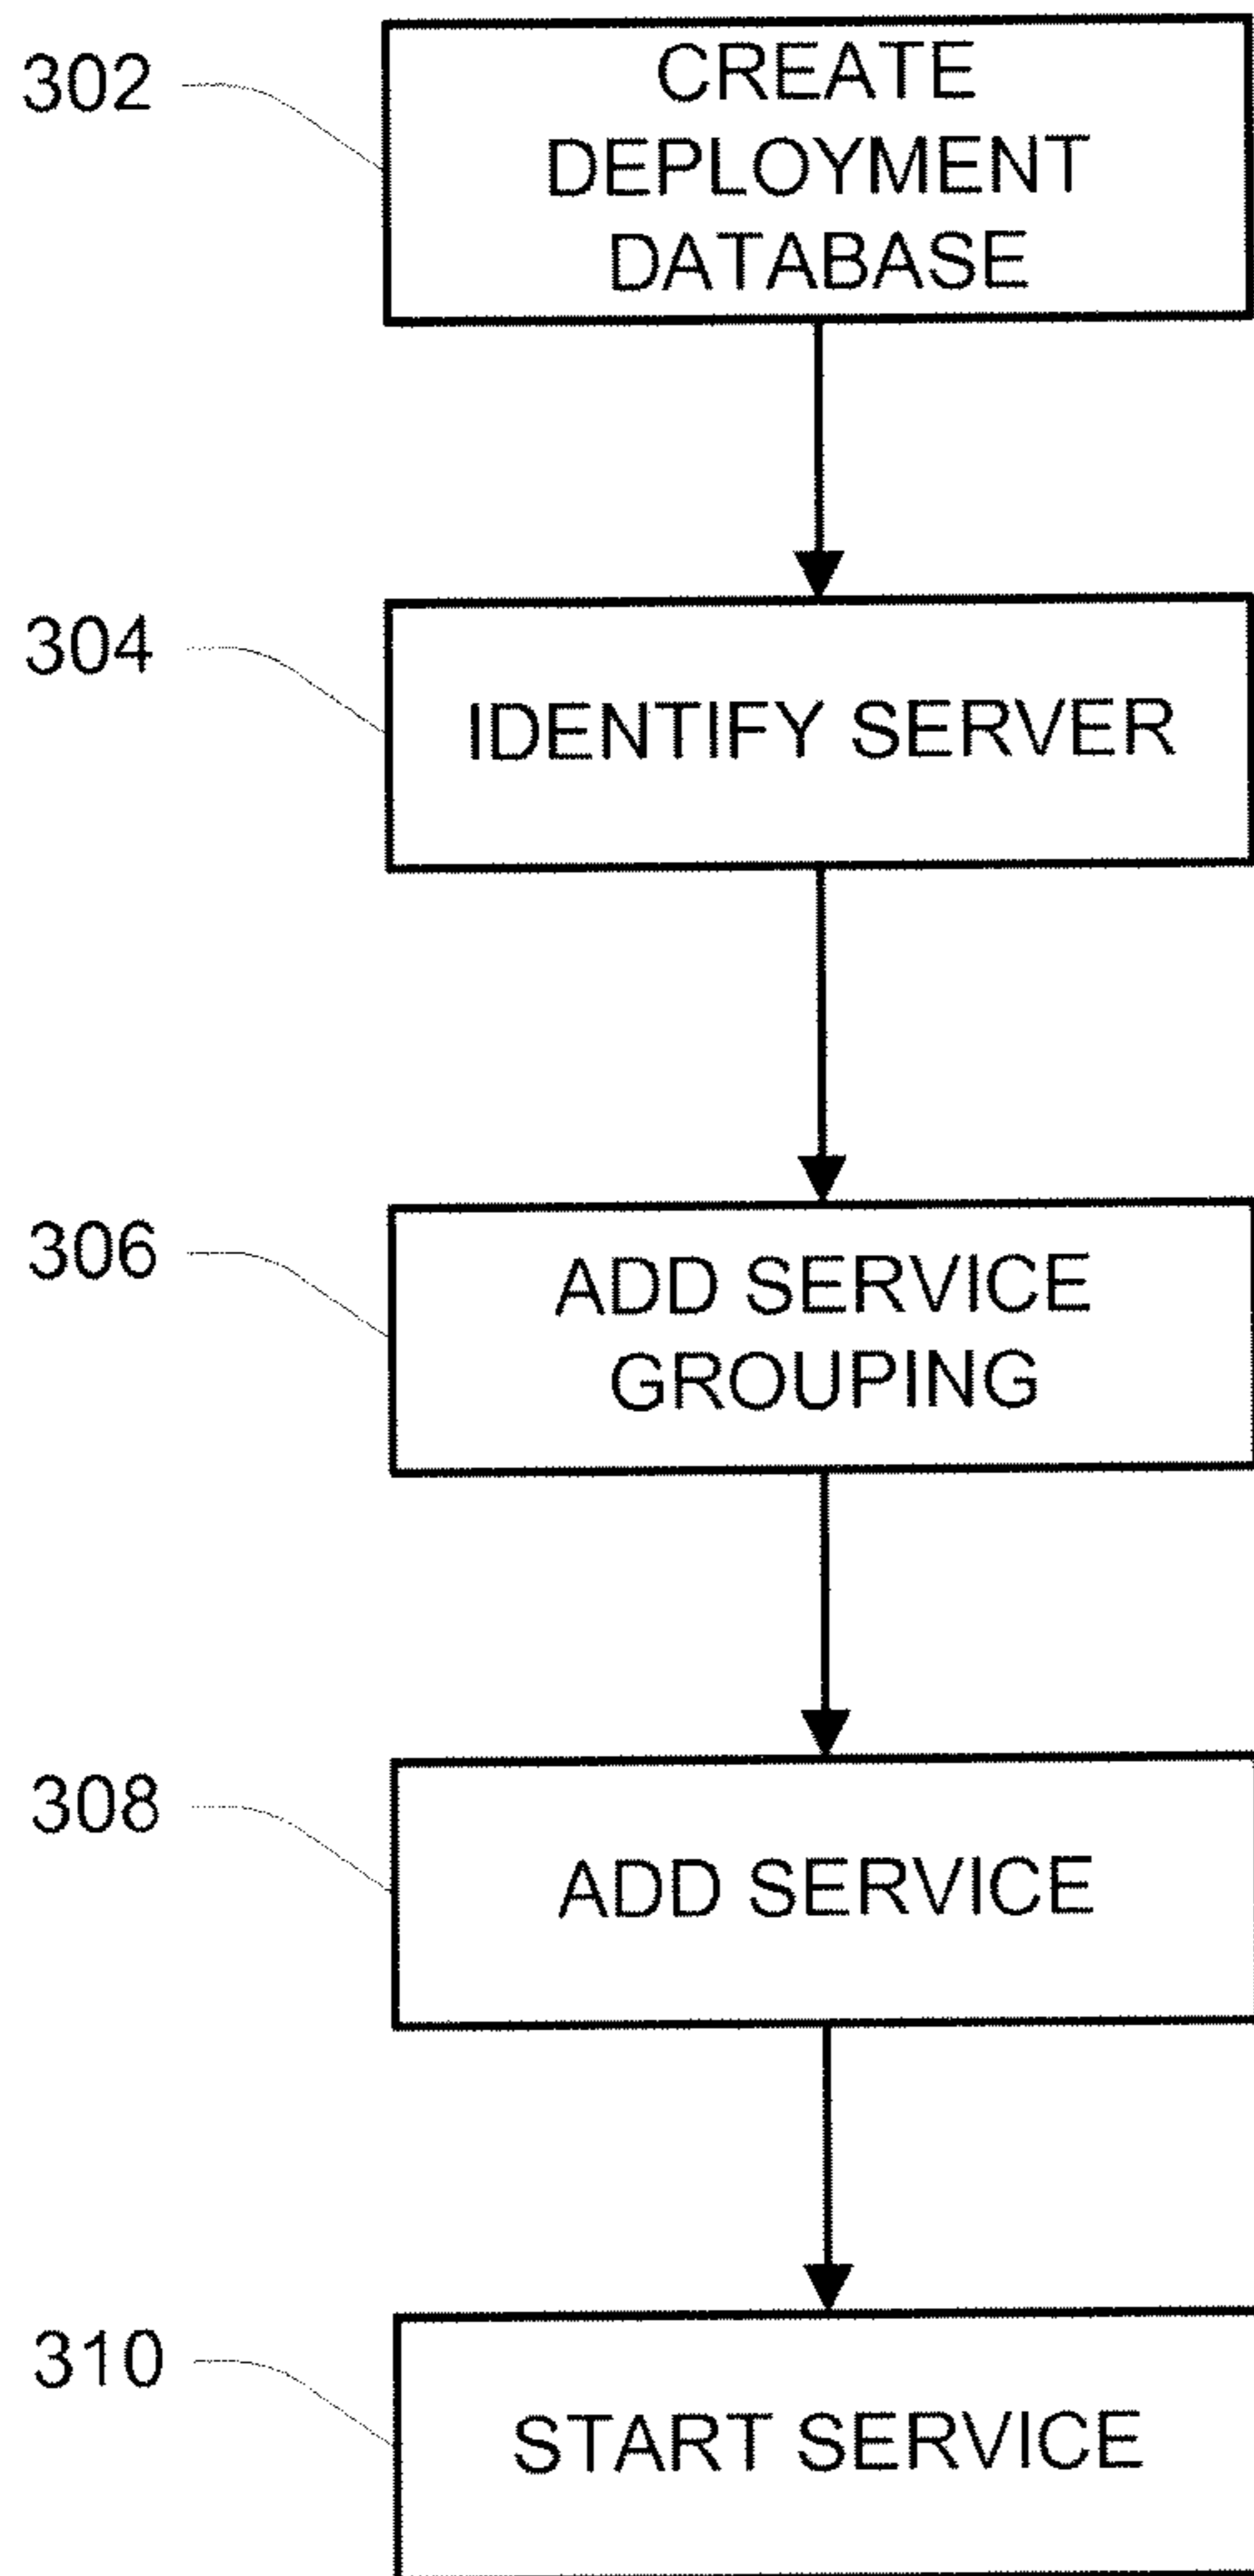 302
CREATE
DEPLOYMENT
DATABASE
304
IDENTIFY SERVER
306
ADD SERVICE
GROUPING
308
ADD SERVICE
310
START SERVICE